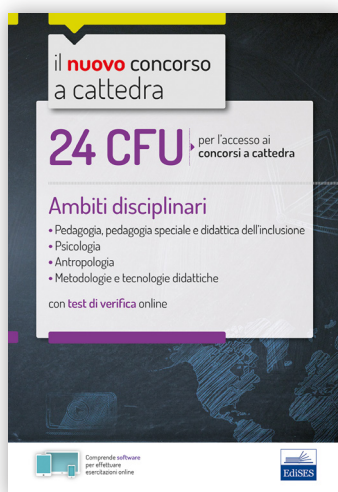 il nuovo concorso
a cattedra
24 CFU
per l'accesso ai
concorsi a cattedra
Ambiti disciplinari
• Pedagogia, pedagogia speciale e didattica dell'inclusione
• Psicologia
• Antropologia
• Metodologie e tecnologie didattiche
con test di verifica online
Comprende software
per effettuare
esercitazioni online
EdiSES